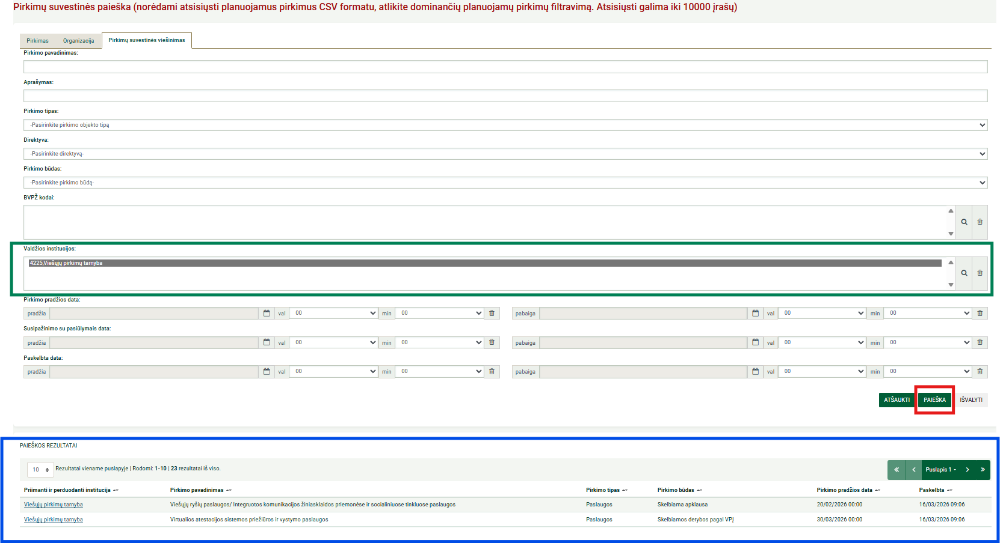 Pirkimų suvestinės paieška (norėdami atsisiųsti planuojamus pirkimus CSV formatu, atlikite dominančių planuojamų pirkimų filtravimą. Atsisiųsti galima iki 10000 įrašų)
Pirkimas Organizacija Pirkimų suvestinės viešinimas
Pirkimo pavadinimas:
Aprašymas:
Pirkimo tipas:
-Pasirinkite pirkimo objekto tipą
Direktyva:
-Pasirinkite direktyvą-
Pirkimo būdas:
-Pasirinkite pirkimo būdą-
BVPŽ kodai:
Valdžios institucijos:
4225,Viešųjų pirkimų tarnyba
Pirkimo pradžios data:
pradžia val 00 min 00 pabaiga val 00 min 00
Susipažinimo su pasiūlymais data:
pradžia val 00 min 00 pabaiga val 00 min 00
Paskelbta data:
pradžia val 00 min 00 pabaiga val 00 min 00
ATŠAUKTI PAIEŠKA IŠVALYTI
PAIEŠKOS REZULTATAI
10 Rezultatai viename puslapyje | Rodomi: 1-10 | 23 rezultatai iš viso. « ‹ Puslapis 1 › »
Priimanti ir perduodanti institucija Pirkimo pavadinimas Pirkimo tipas Pirkimo būdas Pirkimo pradžios data Paskelbta
Viešųjų pirkimų tarnyba Viešųjų ryšių paslaugos/ Integruotos komunikacijos žiniasklaidos priemonėse ir socialiniuose tinkluose paslaugos Paslaugos Skelbiama apklausa 20/02/2026 00:00 16/03/2026 09:06
Viešųjų pirkimų tarnyba Virtualios atestacijos sistemos priežiūros ir vystymo paslaugos Paslaugos Skelbiamos derybos pagal VPĮ 30/03/2026 00:00 16/03/2026 09:06